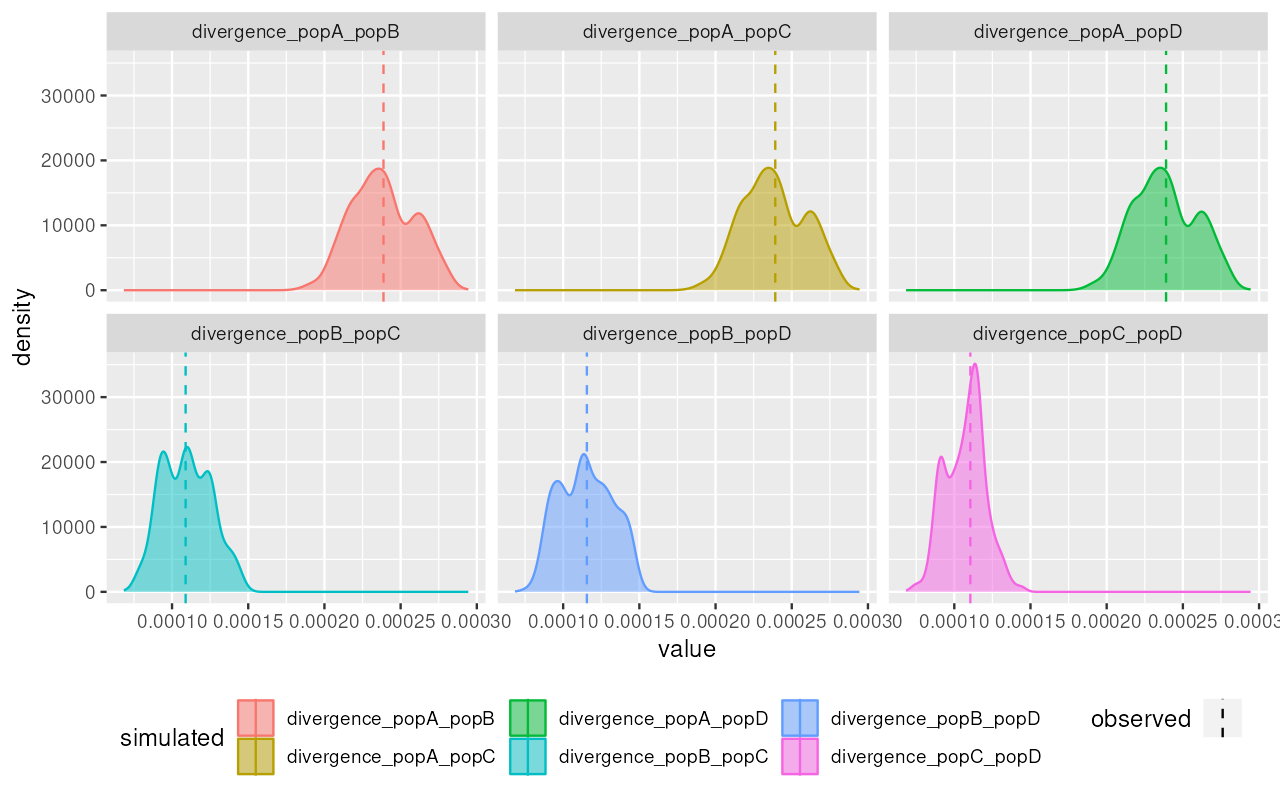 divergence_popA_popB
divergence_popA_popC
divergence_popA_popD
30000
20000
10000
0
divergence_popB_popC
divergence_popB_popD
divergence_popC_popD
density
30000
20000
10000
0
0.00010 0.00015 0.00020 0.00025 0.00030
0.00010 0.00015 0.00020 0.00025 0.00030
0.00010 0.00015 0.00020 0.00025 0.0003
value
simulated
divergence_popA_popB
divergence_popA_popC
divergence_popA_popD
divergence_popB_popC
divergence_popB_popD
divergence_popC_popD
observed